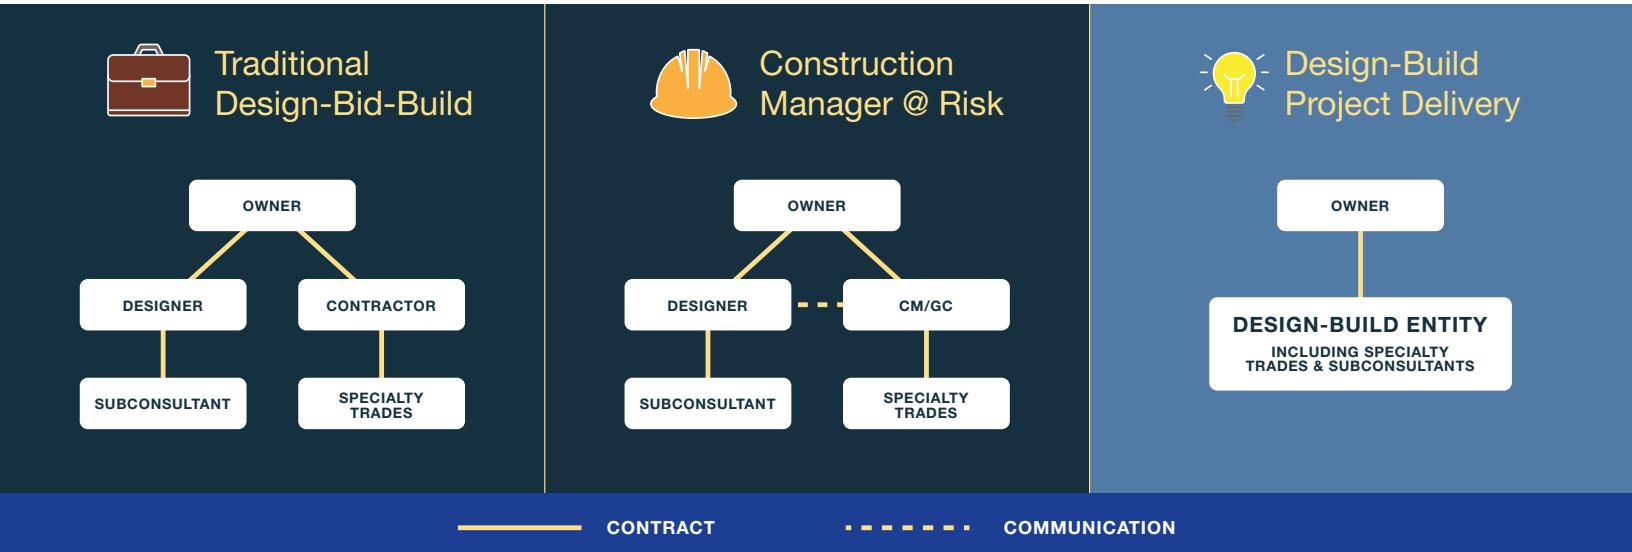 Traditional
Design-Bid-Build
OWNER
DESIGNER
CONTRACTOR
SUBCONSULTANT
SPECIALTY
TRADES
Construction
Manager @ Risk
OWNER
DESIGNER
CM/GC
SUBCONSULTANT
SPECIALTY
TRADES
Design-Build
Project Delivery
OWNER
DESIGN-BUILD ENTITY
INCLUDING SPECIALTY
TRADES & SUBCONSULTANTS
CONTRACT
COMMUNICATION